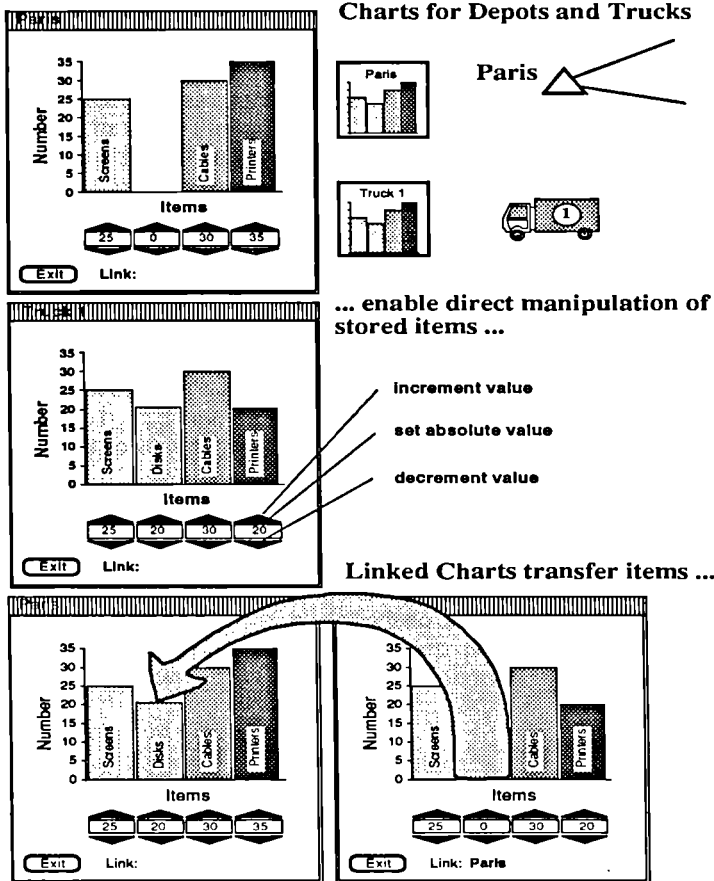 Paris
Charts for Depots and Trucks
35
30
25
20
15
10
5
0
Number
Screens
Cables
Printers
Items
25 0 30 35
Exit Link:
Paris
Paris
Truck 1
1
Truck 1
... enable direct manipulation of
stored items ...
35
30
25
20
15
10
5
0
Number
Screens
Disks
Cables
Printers
Items
25 20 30 20
Exit Link:
increment value
set absolute value
decrement value
Linked Charts transfer items ...
Paris
35
30
25
20
15
10
5
0
Number
Screens
Disks
Cables
Printers
Items
25 20 30 35
Exit Link:
35
30
25
20
15
10
5
0
Number
Screens
Cables
Printers
Items
25 0 30 20
Exit Link: Paris